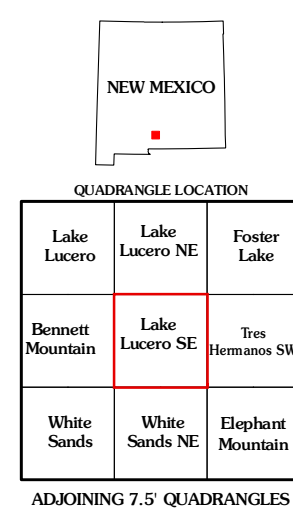 NEW MEXICO
QUADRANGLE LOCATION
Lake
Lucero
Lake
Lucero NE
Foster
Lake
Bennett
Mountain
Lake
Lucero SE
Tres
Hermanos SW
White
Sands
White
Sands NE
Elephant
Mountain
ADJOINING 7.5' QUADRANGLES